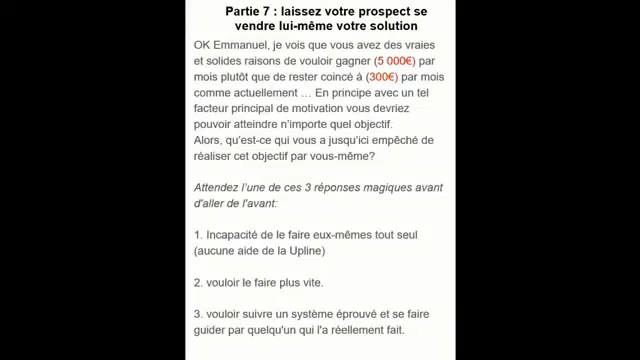 Partie 7 : laissez votre prospect se
vendre lui-même votre solution
OK Emmanuel, je vois que vous avez des vraies
et solides raisons de vouloir gagner (5 000€) par
mois plutôt que de rester coincé à (300€) par mois
comme actuellement … En principe avec un tel
facteur principal de motivation vous devriez
pouvoir atteindre n’importe quel objectif.
Alors, qu’est-ce qui vous a jusqu’ici empêché de
réaliser cet objectif par vous-même?
Attendez l’une de ces 3 réponses magiques avant
d'aller de l'avant:
1. Incapacité de le faire eux-mêmes tout seul
(aucune aide de la Upline)
2. vouloir le faire plus vite.
3. vouloir suivre un système éprouvé et se faire
guider par quelqu'un qui l'a réellement fait.